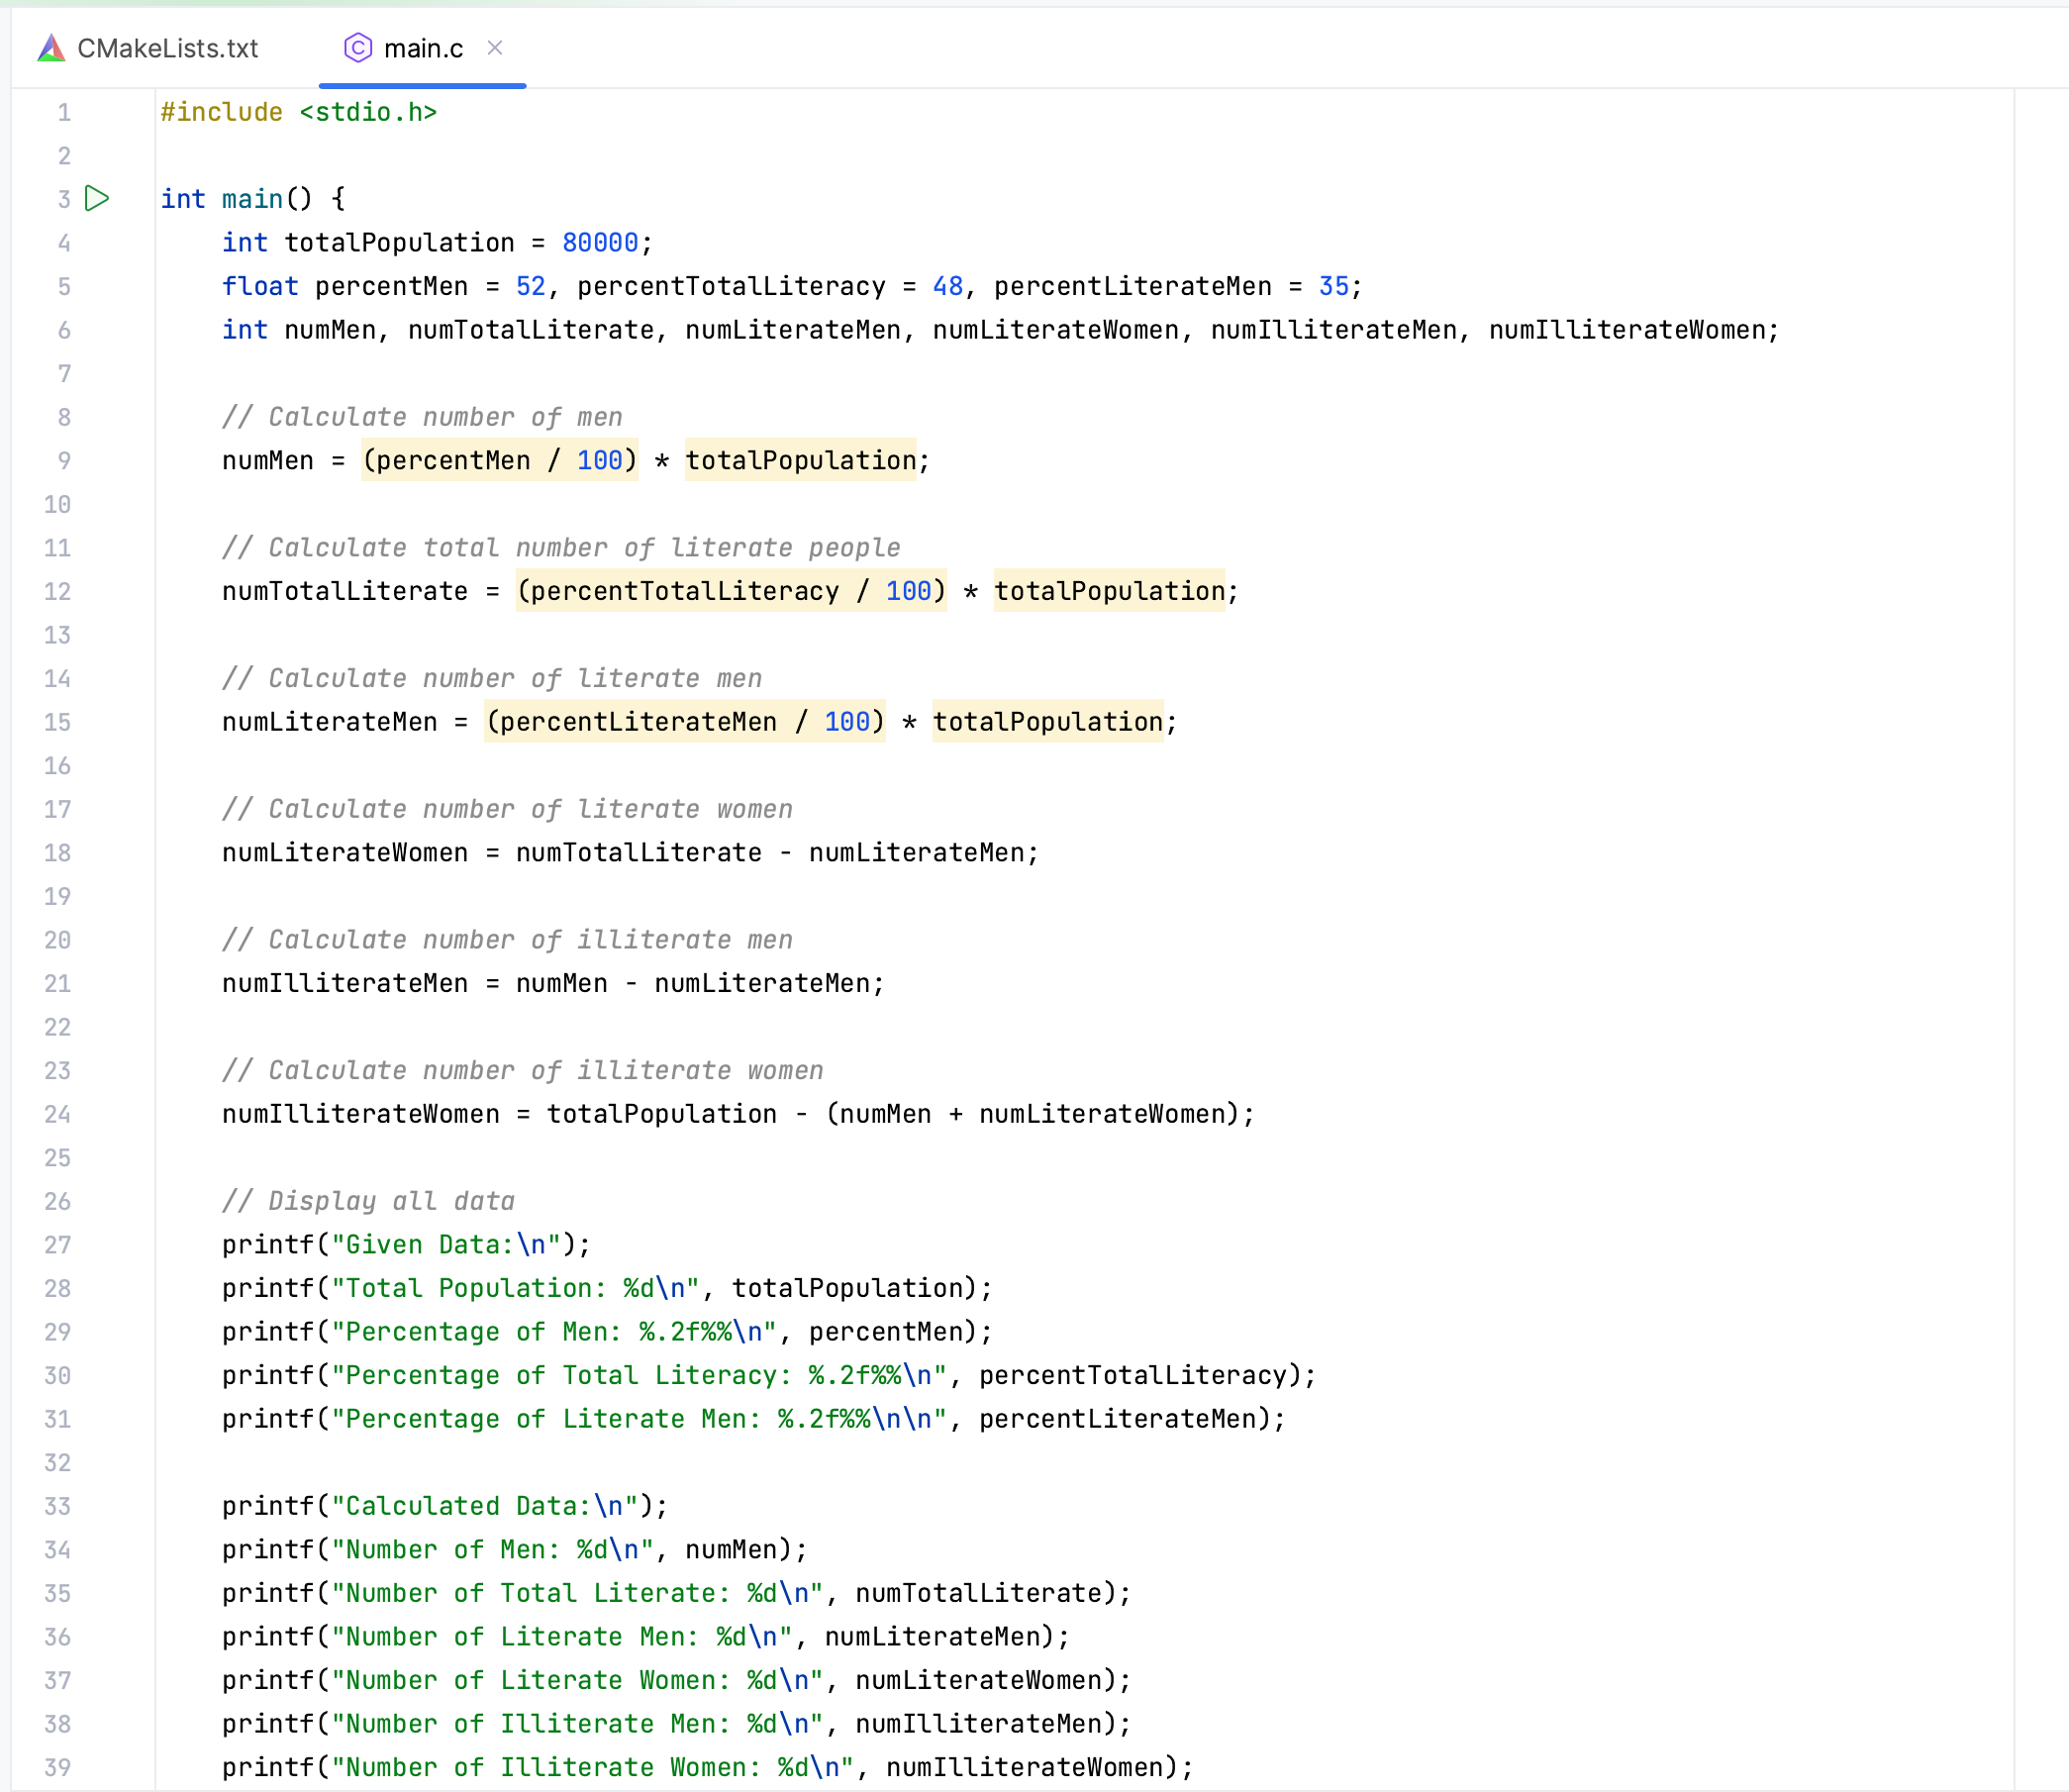 CMakeLists.txt main.c
1 #include <stdio.h>
2
3 int main() {
4     int totalPopulation = 80000;
5     float percentMen = 52, percentTotalLiteracy = 48, percentLiterateMen = 35;
6     int numMen, numTotalLiterate, numLiterateMen, numLiterateWomen, numIlliterateMen, numIlliterateWomen;
7
8     // Calculate number of men
9     numMen = (percentMen / 100) * totalPopulation;
10
11     // Calculate total number of literate people
12     numTotalLiterate = (percentTotalLiteracy / 100) * totalPopulation;
13
14     // Calculate number of literate men
15     numLiterateMen = (percentLiterateMen / 100) * totalPopulation;
16
17     // Calculate number of literate women
18     numLiterateWomen = numTotalLiterate - numLiterateMen;
19
20     // Calculate number of illiterate men
21     numIlliterateMen = numMen - numLiterateMen;
22
23     // Calculate number of illiterate women
24     numIlliterateWomen = totalPopulation - (numMen + numLiterateWomen);
25
26     // Display all data
27     printf("Given Data:\n");
28     printf("Total Population: %d\n", totalPopulation);
29     printf("Percentage of Men: %.2f%%\n", percentMen);
30     printf("Percentage of Total Literacy: %.2f%%\n", percentTotalLiteracy);
31     printf("Percentage of Literate Men: %.2f%%\n\n", percentLiterateMen);
32
33     printf("Calculated Data:\n");
34     printf("Number of Men: %d\n", numMen);
35     printf("Number of Total Literate: %d\n", numTotalLiterate);
36     printf("Number of Literate Men: %d\n", numLiterateMen);
37     printf("Number of Literate Women: %d\n", numLiterateWomen);
38     printf("Number of Illiterate Men: %d\n", numIlliterateMen);
39     printf("Number of Illiterate Women: %d\n", numIlliterateWomen);